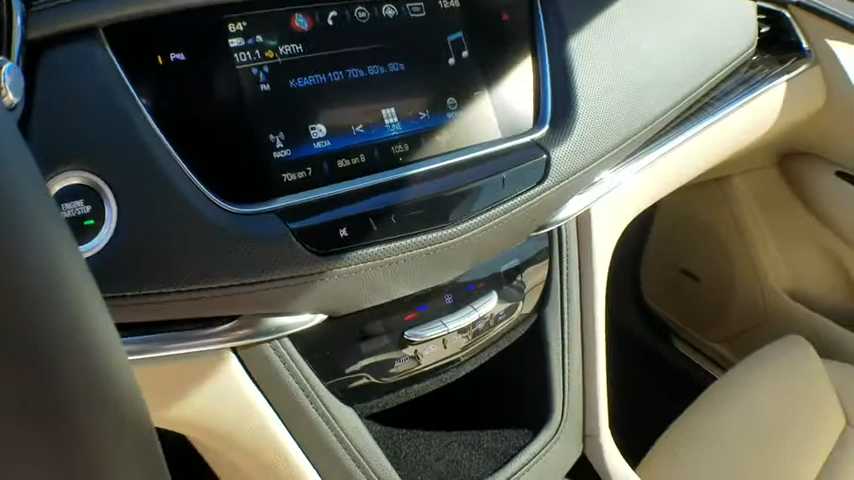 64°
12:48
101.1 KRTH
FM
K-EARTH 101 70's. 80's. 90's.
RADIO MEDIA TUNE
70s on 7 80s on 8 105.9
ENGINE
START/STOP
AUTO